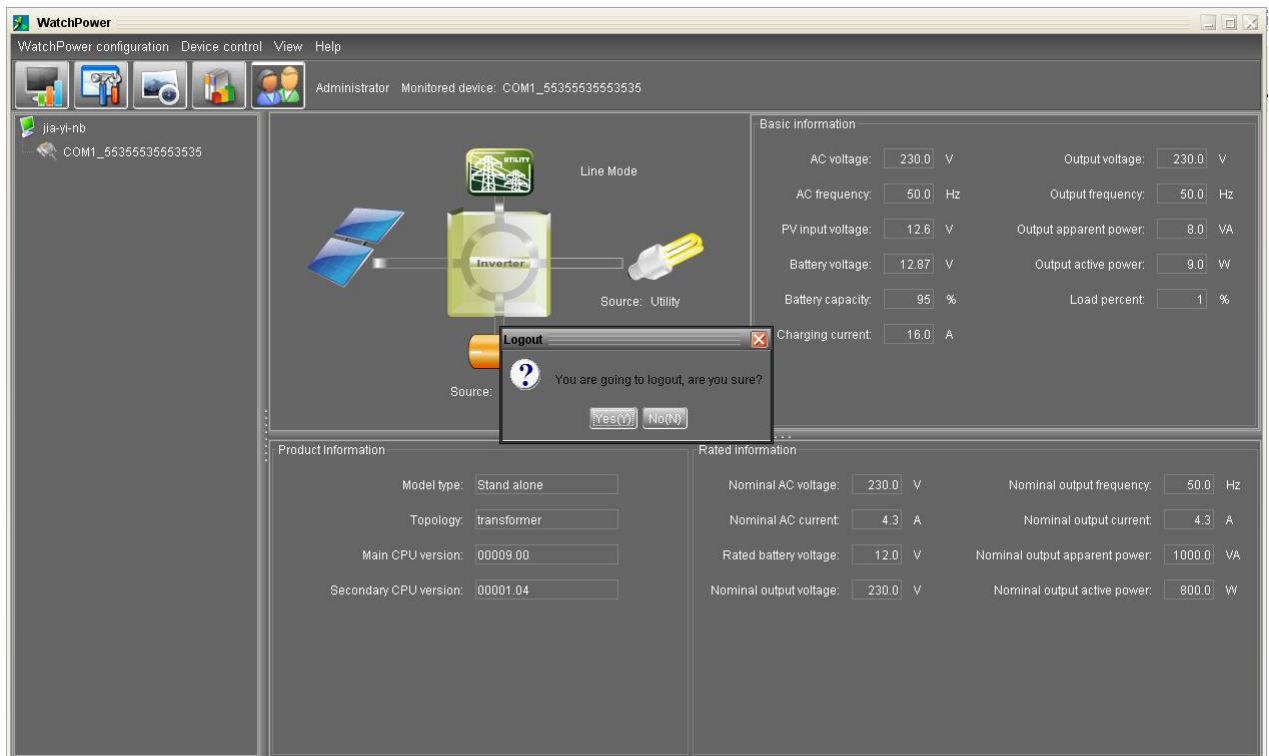 WatchPower
WatchPower configuration Device control View Help
Administrator Monitored device: COM1_55355535553535
jia-yi-nb
COM1_55355535553535
UTILITY
Line Mode
Inverter
Source: Utility
Source:
Basic information
AC voltage: 230.0 V Output voltage: 230.0 V
AC frequency: 50.0 Hz Output frequency: 50.0 Hz
PV input voltage: 12.6 V Output apparent power: 8.0 VA
Battery voltage: 12.87 V Output active power: 9.0 W
Battery capacity: 95 % Load percent: 1 %
Charging current: 16.0 A
Logout
You are going to logout, are you sure?
Yes(Y) No(N)
Product Information
Model type: Stand alone
Topology: transformer
Main CPU version: 00009.00
Secondary CPU version: 00001.04
Rated information
Nominal AC voltage: 230.0 V Nominal output frequency: 50.0 Hz
Nominal AC current: 4.3 A Nominal output current: 4.3 A
Rated battery voltage: 12.0 V Nominal output apparent power: 1000.0 VA
Nominal output voltage: 230.0 V Nominal output active power: 800.0 W